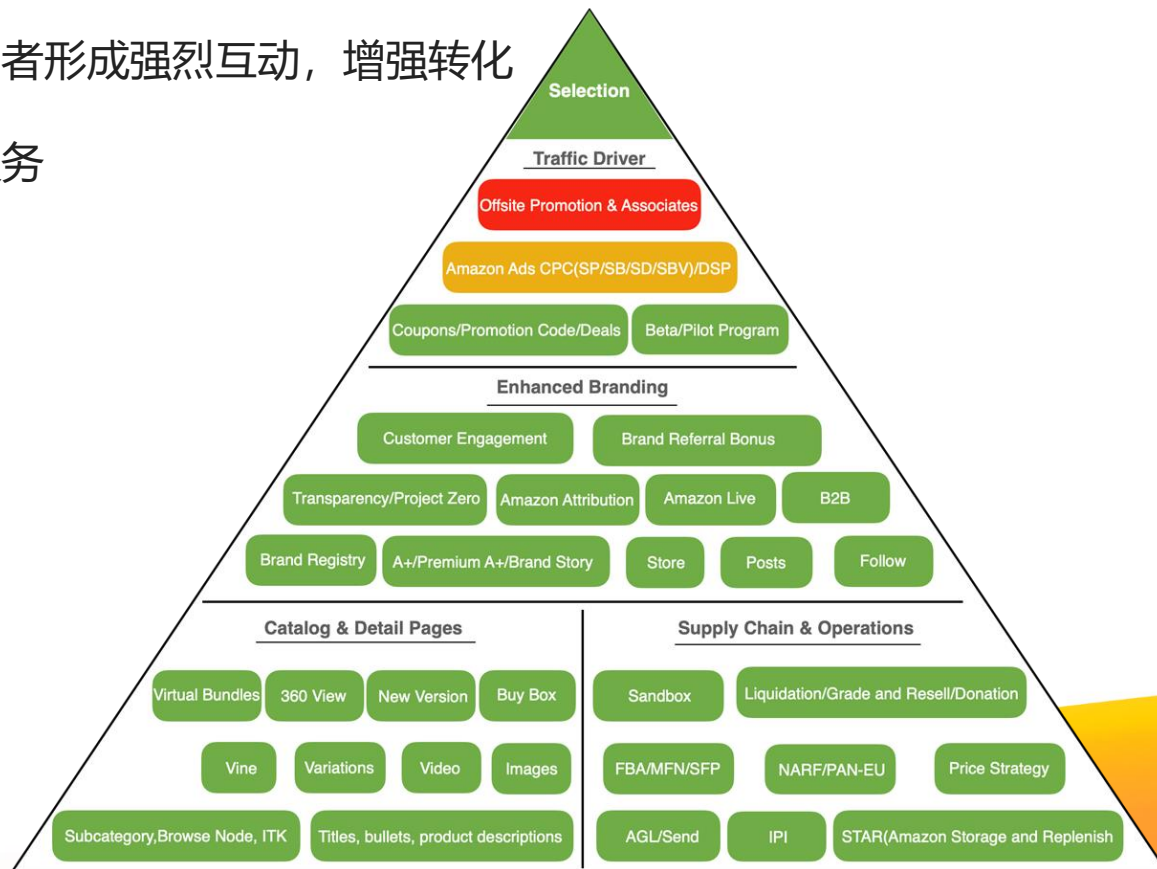 者形成强烈互动，增强转化
务
Selection
Traffic Driver
Offsite Promotion & Associates
Amazon Ads CPC(SP/SB/SD/SBV)/DSP
Coupons/Promotion Code/Deals
Beta/Pilot Program
Enhanced Branding
Customer Engagement
Brand Referral Bonus
Transparency/Project Zero
Amazon Attribution
Amazon Live
B2B
Brand Registry
A+/Premium A+/Brand Story
Store
Posts
Follow
Catalog & Detail Pages
Virtual Bundles
360 View
New Version
Buy Box
Vine
Variations
Video
Images
Subcategory,Browse Node, ITK
Titles, bullets, product descriptions
Supply Chain & Operations
Sandbox
Liquidation/Grade and Resell/Donation
FBA/MFN/SFP
NARF/PAN-EU
Price Strategy
AGL/Send
IPI
STAR(Amazon Storage and Replenish